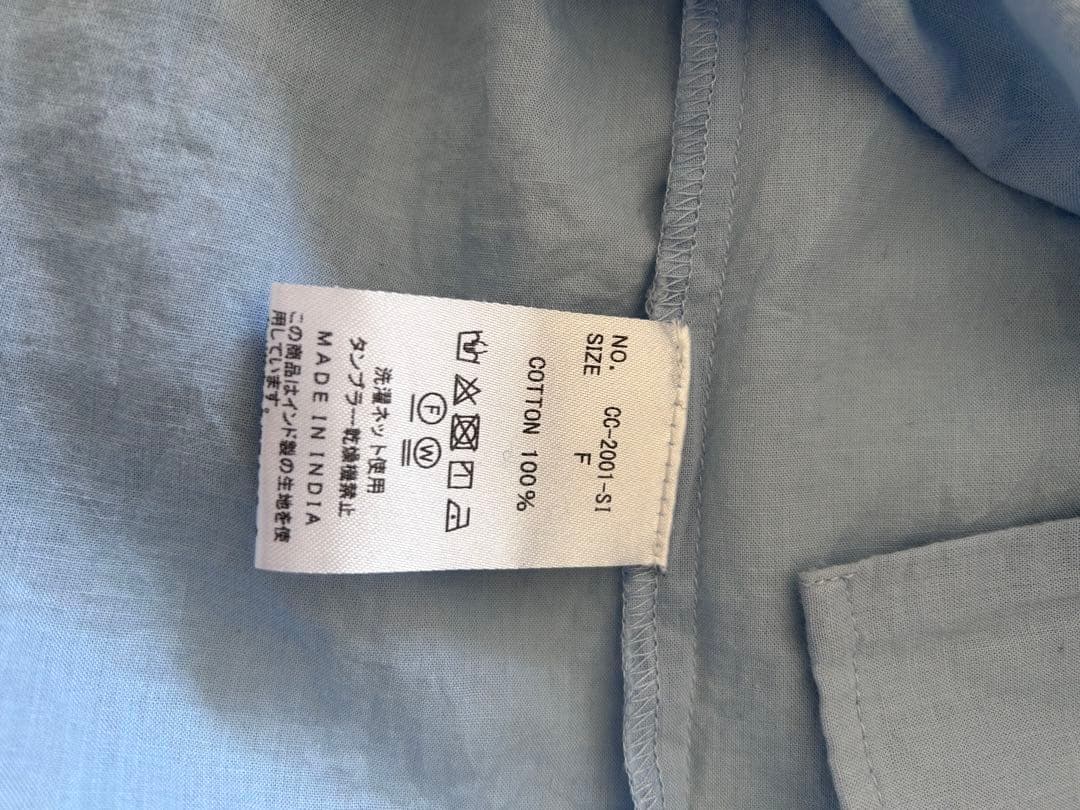 NO. CC-2001-SI
SIZE F
COTTON 100%
F W
洗濯ネット使用
タンブラー乾燥機禁止
MADE IN INDIA
この商品はインド製の生地を使
用しています。